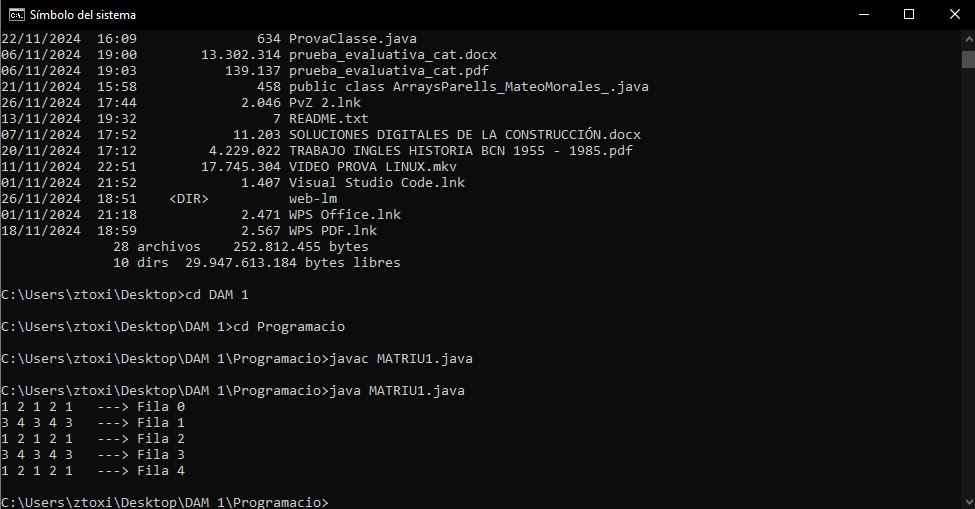 Símbolo del sistema
22/11/2024  16:09               634 ProvaClasse.java
06/11/2024  19:00        13.302.314 prueba_evaluativa_cat.docx
06/11/2024  19:03           139.137 prueba_evaluativa_cat.pdf
21/11/2024  15:58               458 public class ArraysParells_MateoMorales_.java
26/11/2024  17:44             2.046 PvZ 2.lnk
13/11/2024  19:32                 7 README.txt
07/11/2024  17:52            11.203 SOLUCIONES DIGITALES DE LA CONSTRUCCIÓN.docx
20/11/2024  17:12         4.229.022 TRABAJO INGLES HISTORIA BCN 1955 - 1985.pdf
11/11/2024  22:51        17.745.304 VIDEO PROVA LINUX.mkv
01/11/2024  21:52             1.407 Visual Studio Code.lnk
26/11/2024  18:51    <DIR>          web-lm
01/11/2024  21:18             2.471 WPS Office.lnk
18/11/2024  18:59             2.567 WPS PDF.lnk
              28 archivos    252.812.455 bytes
              10 dirs  29.947.613.184 bytes libres
C:\Users\ztoxi\Desktop>cd DAM 1
C:\Users\ztoxi\Desktop\DAM 1>cd Programacio
C:\Users\ztoxi\Desktop\DAM 1\Programacio>javac MATRIU1.java
C:\Users\ztoxi\Desktop\DAM 1\Programacio>java MATRIU1.java
1 2 1 2 1   ---> Fila 0
3 4 3 4 3   ---> Fila 1
1 2 1 2 1   ---> Fila 2
3 4 3 4 3   ---> Fila 3
1 2 1 2 1   ---> Fila 4
C:\Users\ztoxi\Desktop\DAM 1\Programacio>